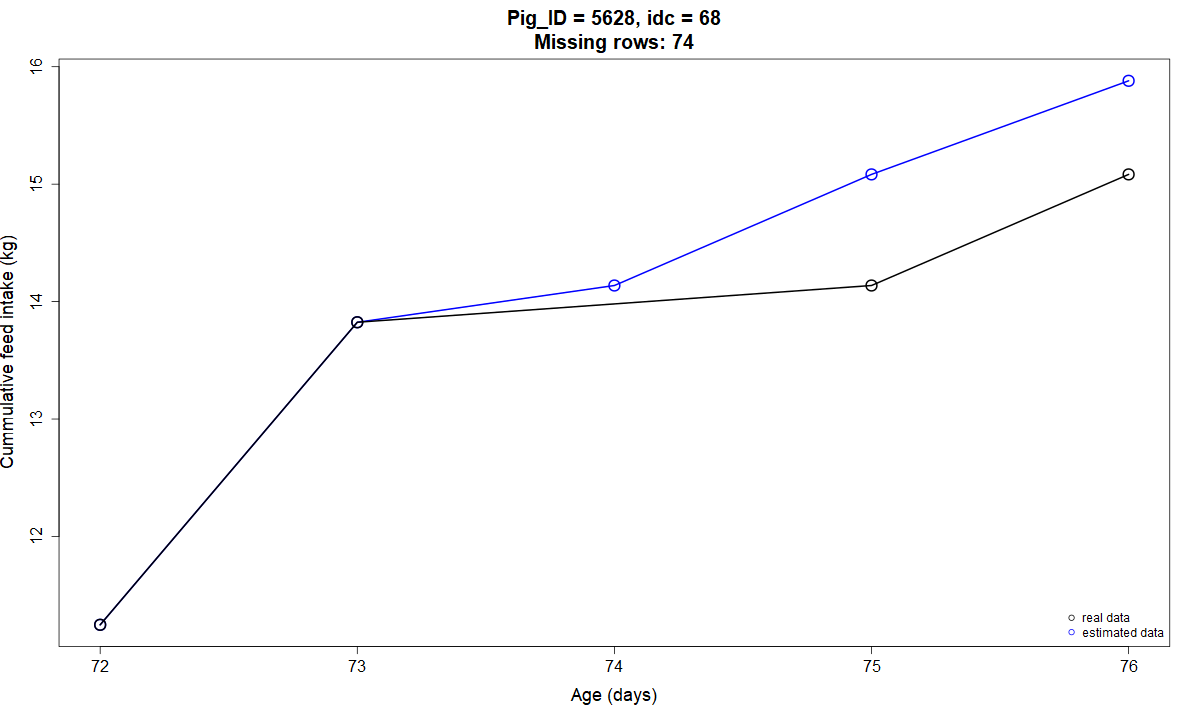 Pig_ID = 5628, idc = 68
Missing rows: 74
Cummulative feed intake (kg)
16
15
14
13
12
real data
estimated data
72 73 74 75 76
Age (days)